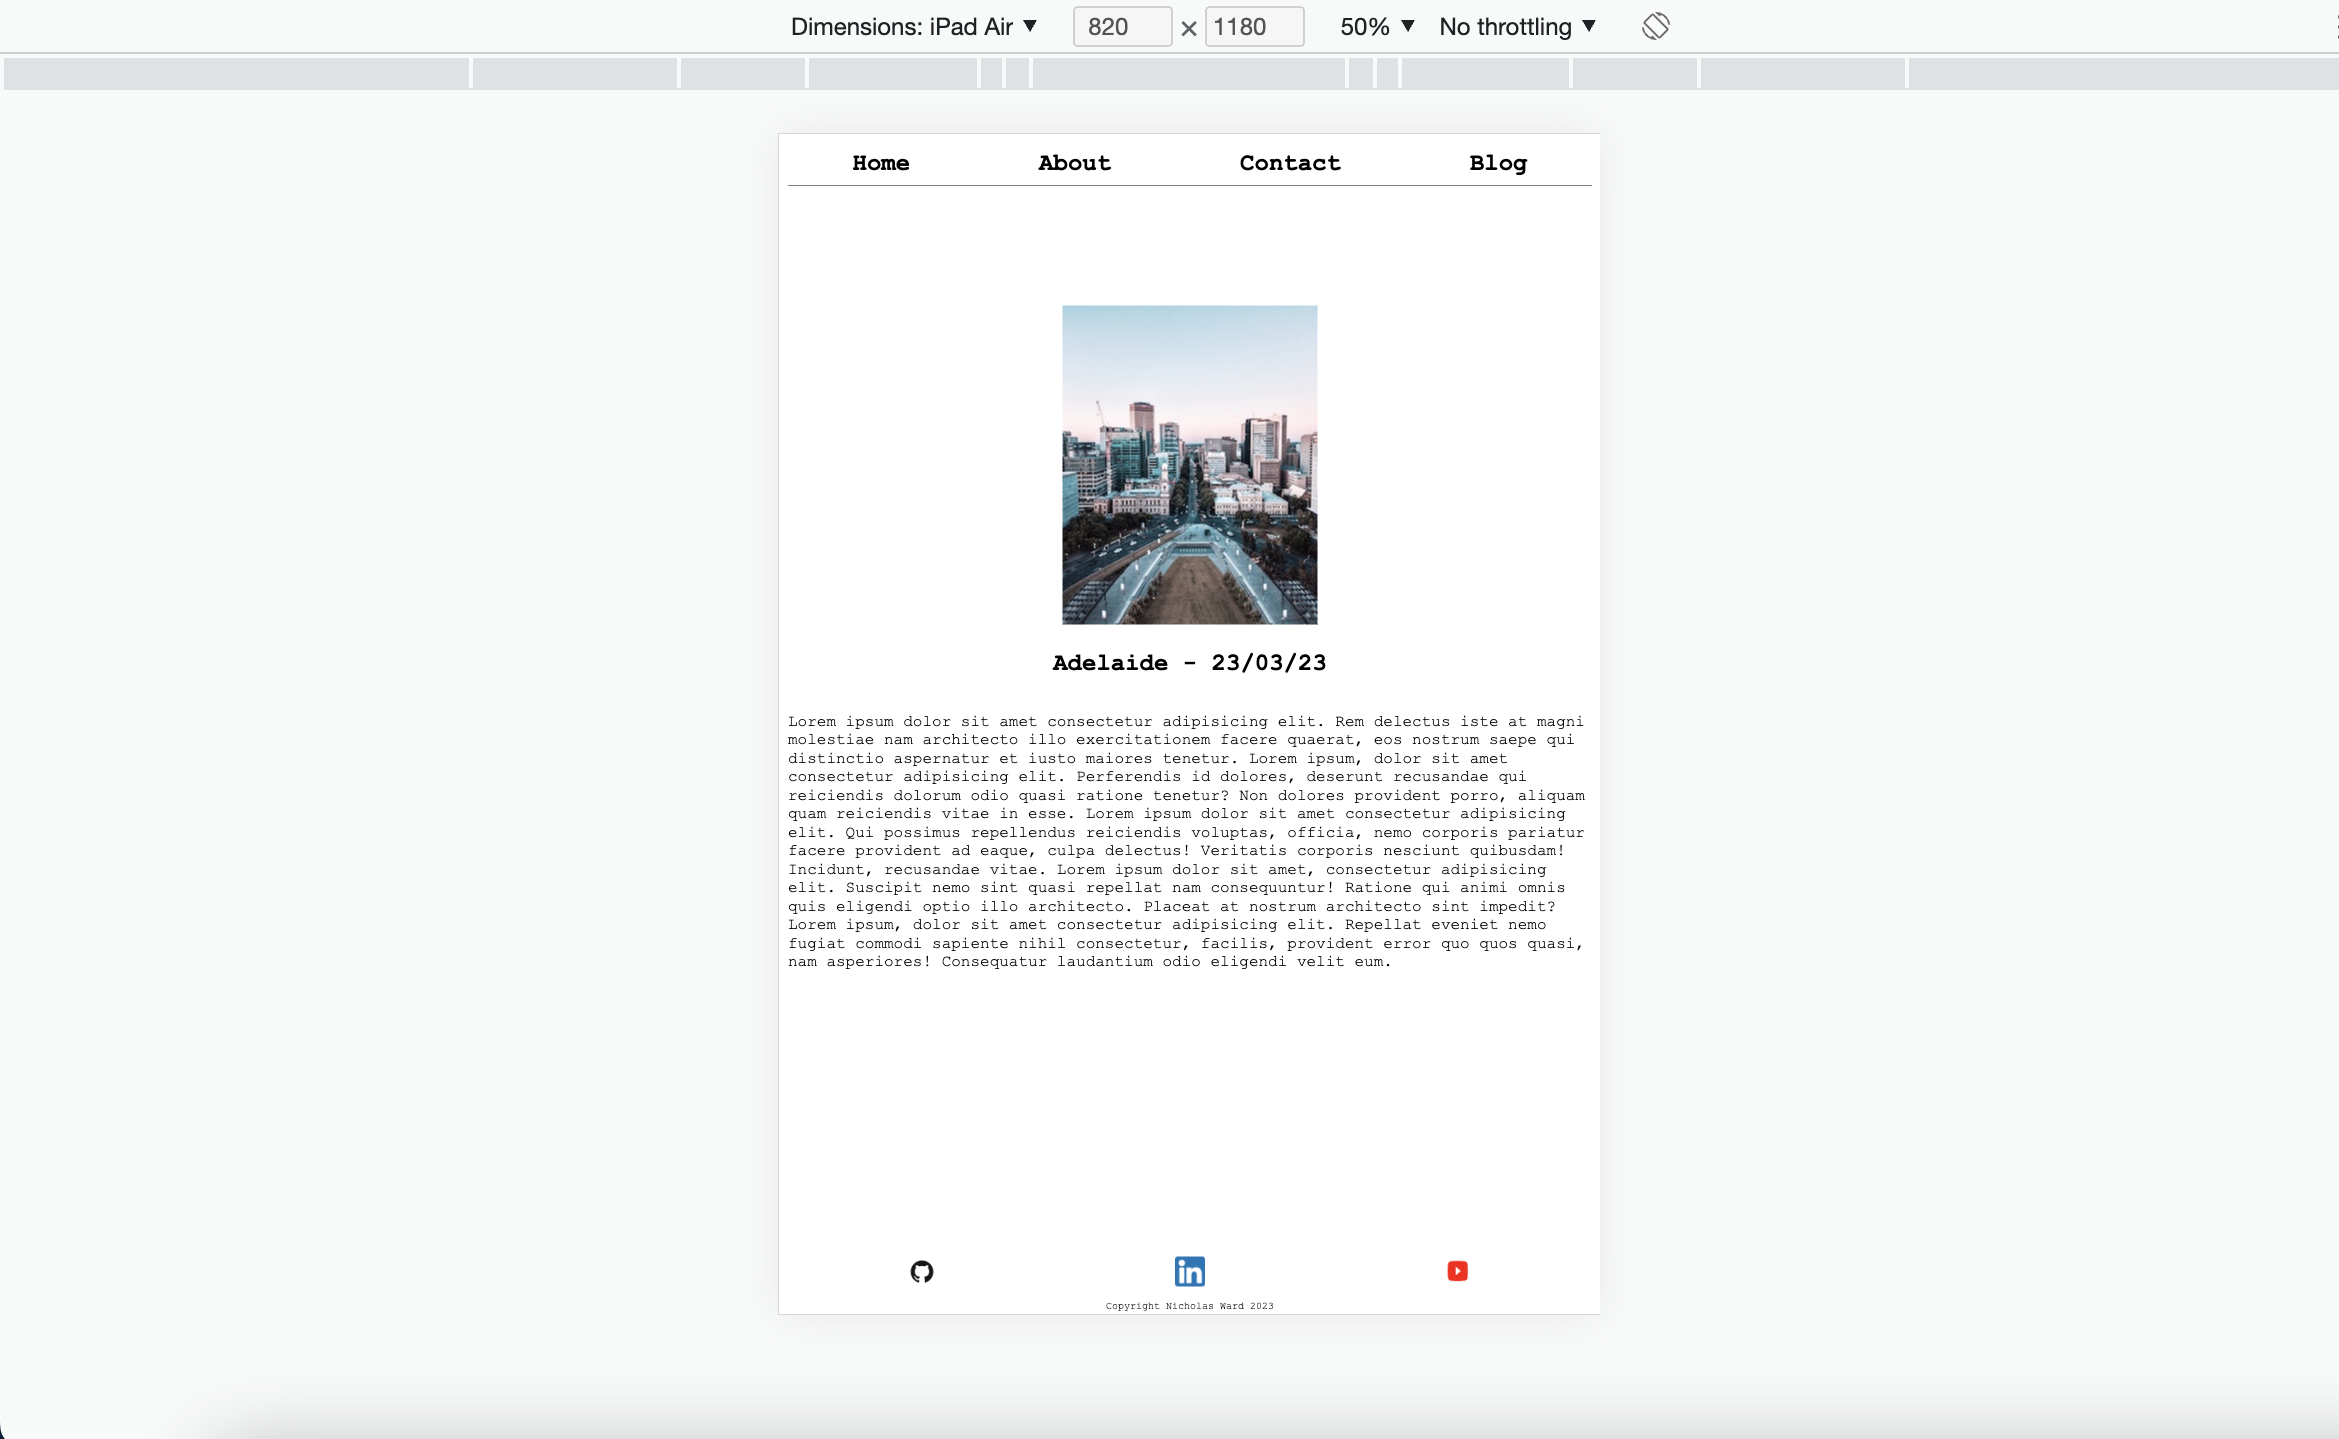 Dimensions: iPad Air ▼ 820 × 1180 50% ▼ No throttling ▼
Home About Contact Blog
Adelaide - 23/03/23
Lorem ipsum dolor sit amet consectetur adipisicing elit. Rem delectus iste at magni
molestiae nam architecto illo exercitationem facere quaerat, eos nostrum saepe qui
distinctio aspernatur et iusto maiores tenetur. Lorem ipsum, dolor sit amet
consectetur adipisicing elit. Perferendis id dolores, deserunt recusandae qui
reiciendis dolorum odio quasi ratione tenetur? Non dolores provident porro, aliquam
quam reiciendis vitae in esse. Lorem ipsum dolor sit amet consectetur adipisicing
elit. Qui possimus repellendus reiciendis voluptas, officia, nemo corporis pariatur
facere provident ad eaque, culpa delectus! Veritatis corporis nesciunt quibusdam!
Incidunt, recusandae vitae. Lorem ipsum dolor sit amet, consectetur adipisicing
elit. Suscipit nemo sint quasi repellat nam consequuntur! Ratione qui animi omnis
quis eligendi optio illo architecto. Placeat at nostrum architecto sint impedit?
Lorem ipsum, dolor sit amet consectetur adipisicing elit. Repellat eveniet nemo
fugiat commodi sapiente nihil consectetur, facilis, provident error quo quos quasi,
nam asperiores! Consequatur laudantium odio eligendi velit eum.
in
Copyright Nicholas Ward 2023